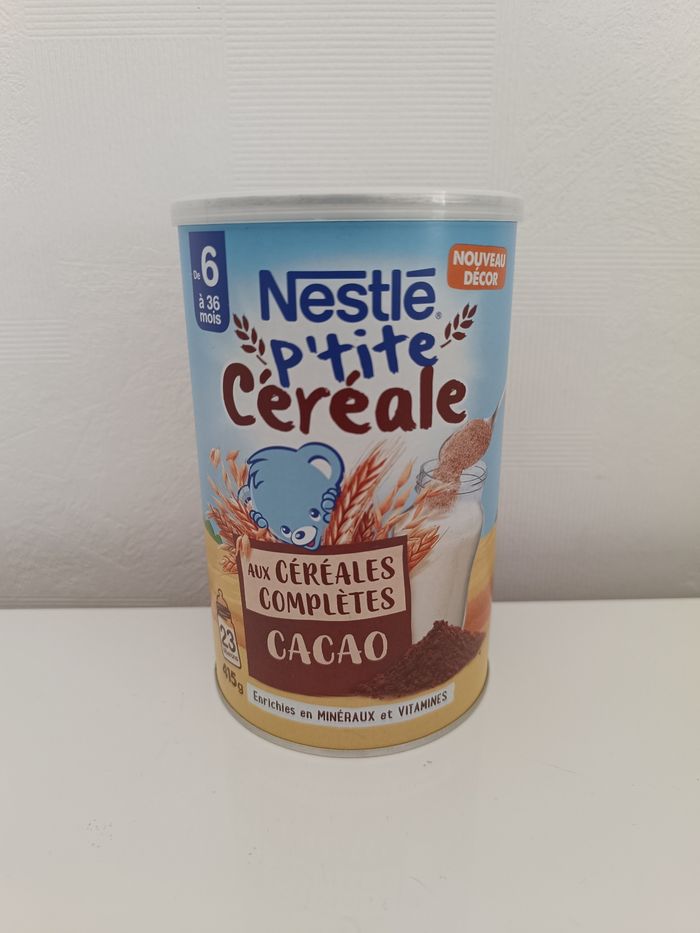 De 6
à 36
mois
NOUVEAU
DÉCOR
Nestlé®
P'tite
Céréale
AUX CÉRÉALES
COMPLÈTES
CACAO
23
415g
Enrichies en MINÉRAUX et VITAMINES